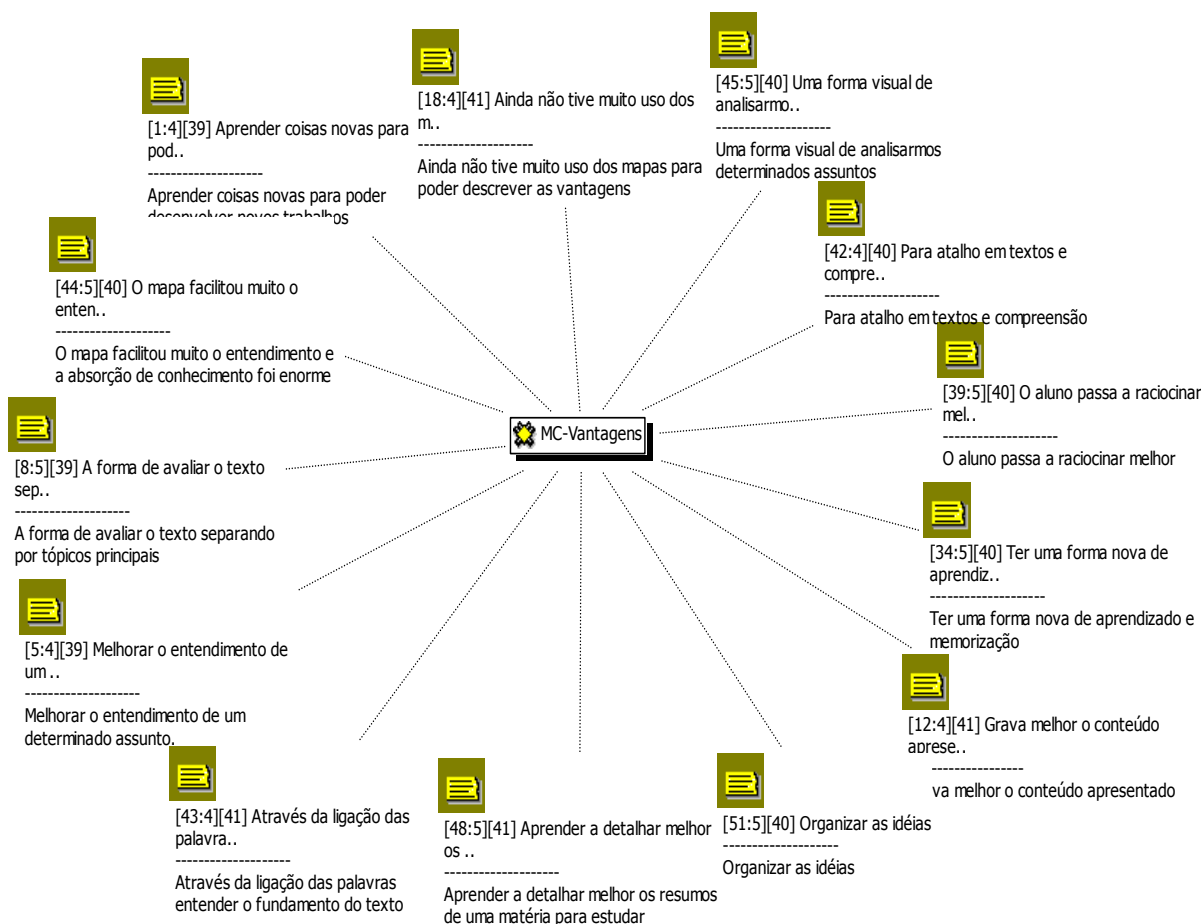 [45:5][40] Uma forma visual de
analisarmo..
--------------------
Uma forma visual de analisarmos
determinados assuntos
[18:4][41] Ainda não tive muito uso dos
m..
--------------------
Ainda não tive muito uso dos mapas para
poder descrever as vantagens
[1:4][39] Aprender coisas novas para
pod..
--------------------
Aprender coisas novas para poder
desenvolver novos trabalhos
[42:4][40] Para atalho em textos e
compre..
--------------------
Para atalho em textos e compreensão
[44:5][40] O mapa facilitou muito o
enten..
--------------------
O mapa facilitou muito o entendimento e
a absorção de conhecimento foi enorme
[39:5][40] O aluno passa a raciocinar
mel..
--------------------
O aluno passa a raciocinar melhor
MC-Vantagens
[8:5][39] A forma de avaliar o texto
sep..
--------------------
A forma de avaliar o texto separando
por tópicos principais
[34:5][40] Ter uma forma nova de
aprendiz..
--------------------
Ter uma forma nova de aprendizado e
memorização
[5:4][39] Melhorar o entendimento de
um ..
--------------------
Melhorar o entendimento de um
determinado assunto.
[12:4][41] Grava melhor o conteúdo
aprese..
----------------
va melhor o conteúdo apresentado
[43:4][41] Através da ligação das
palavra..
--------------------
Através da ligação das palavras
entender o fundamento do texto
[48:5][41] Aprender a detalhar melhor
os ..
--------------------
Aprender a detalhar melhor os resumos
de uma matéria para estudar
[51:5][40] Organizar as idéias
--------------------
Organizar as idéias